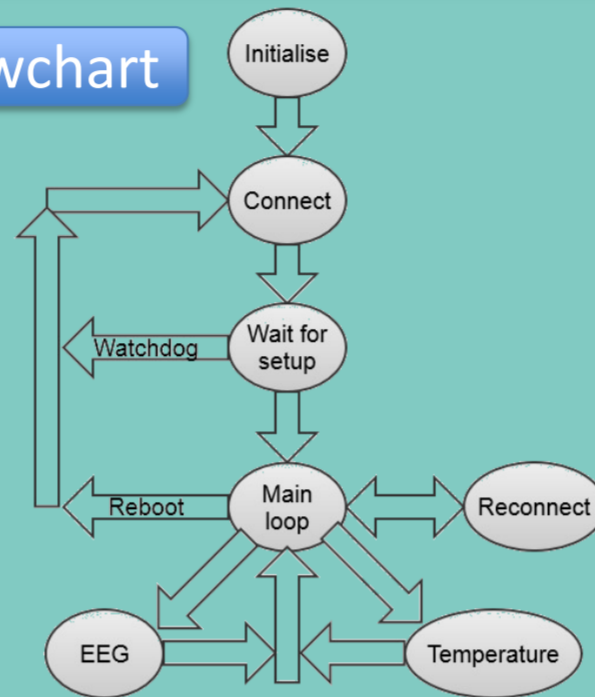 wchart
Initialise
Connect
Wait for
setup
Watchdog
Main
loop
Reboot
Reconnect
EEG
Temperature